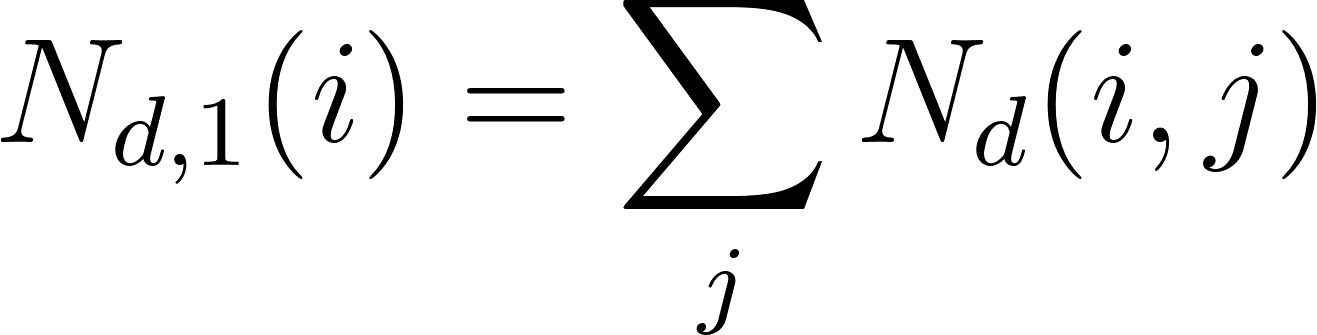 N_{d,1}(i) = \sum_{j} N_d(i, j)